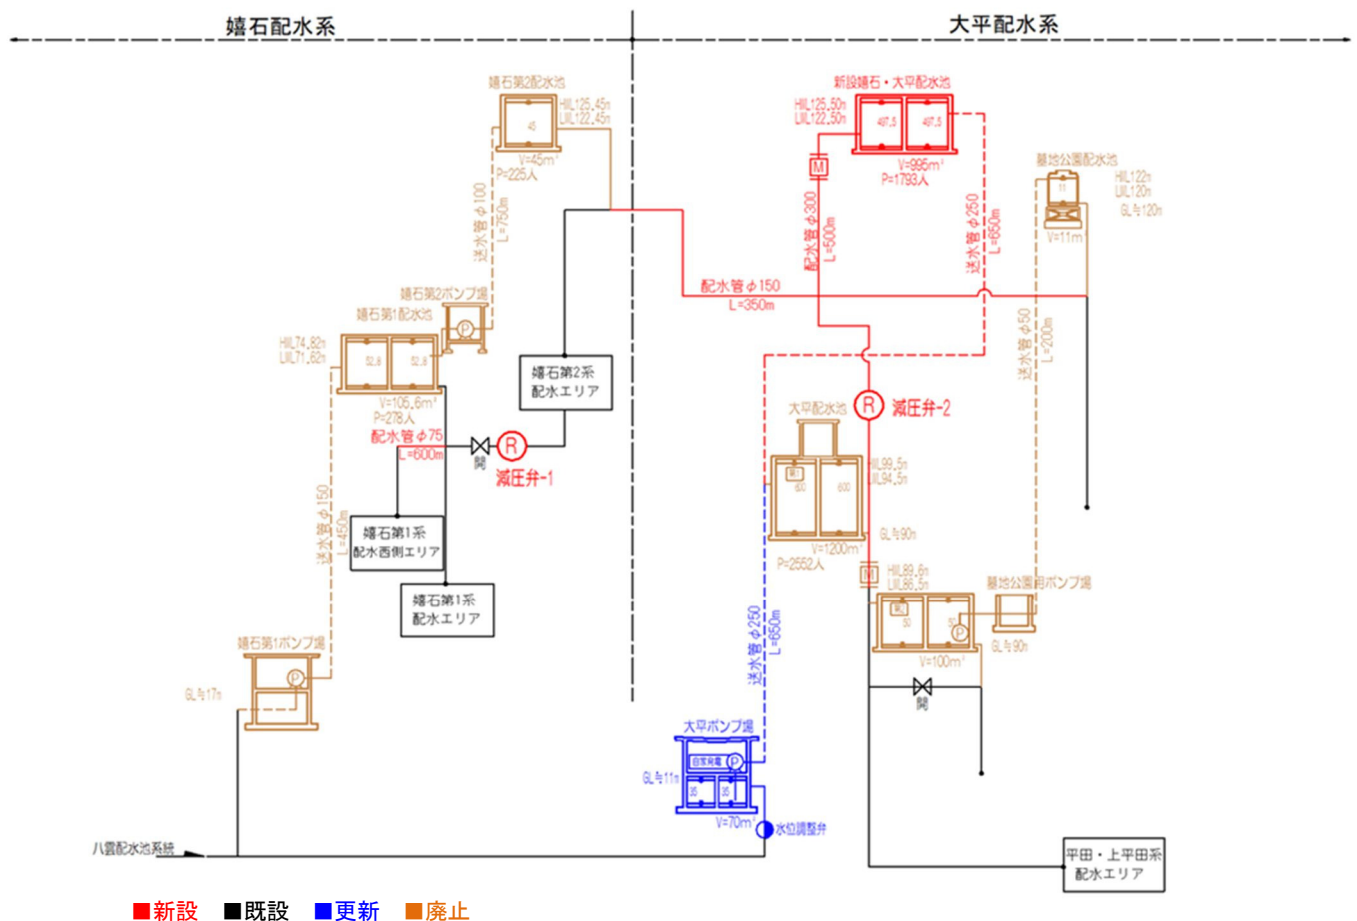 嬉石配水系
大平配水系
嬉石第2配水池
HWL125.45m
LWL122.45m
45
V=45m³
P=225人
送水管φ100
L=750m
新設嬉石・大平配水池
HWL125.50m
LWL122.50m
497.5
497.5
V=995m³
P=1793人
M
配水管φ300
L=500m
送水管φ250
L=650m
墓地公園配水池
HWL122m
LWL120m
GL≒120m
11
V=11m³
配水管φ150
L=350m
送水管φ50
L=200m
嬉石第2ポンプ場
P
嬉石第1配水池
HWL74.82m
LWL71.62m
52.8
52.8
V=105.6m³
P=278人
嬉石第2系
配水エリア
R
減圧弁-2
大平配水池
HWL99.5m
LWL94.5m
600
600
GL≒90m
V=1200m³
P=2552人
配水管φ75
L=600m
開
R
減圧弁-1
送水管φ150
L=450m
嬉石第1系
配水西側エリア
嬉石第1系
配水エリア
M
HWL89.6m
LWL86.5m
50
50
P
V=100m³
墓地公園用ポンプ場
GL≒90m
開
送水管φ250
L=650m
嬉石第1ポンプ場
P
GL≒17m
大平ポンプ場
自家発電
P
GL≒11m
35
35
V=70m³
水位調整弁
八雲配水池系統
平田・上平田系
配水エリア
■新設 ■既設 ■更新 ■廃止